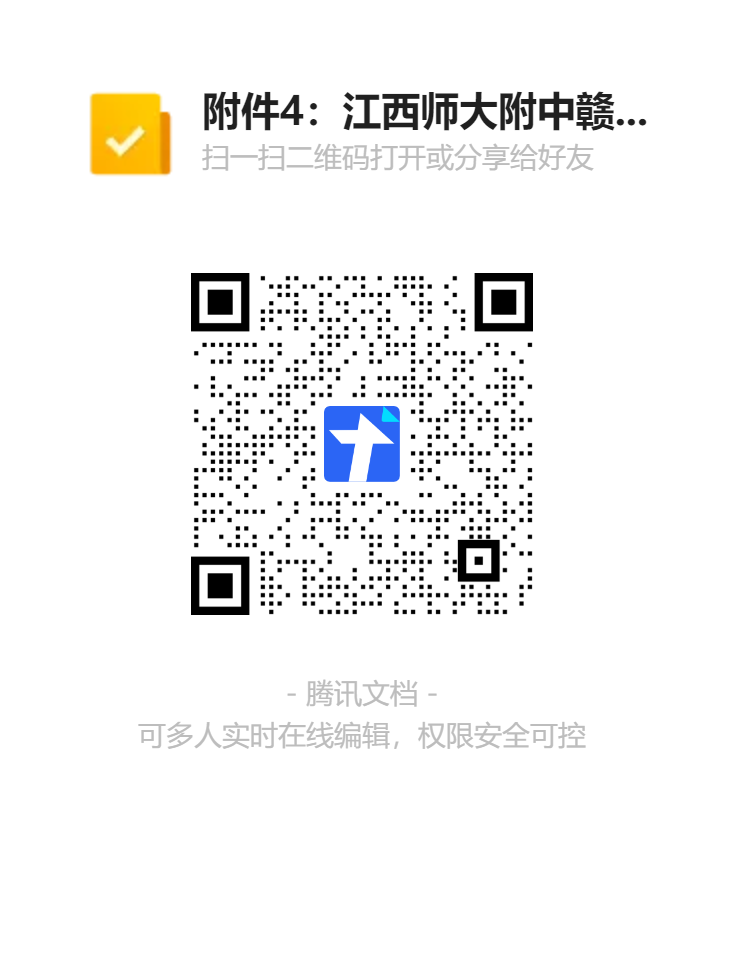 附件4：江西师大附中赣...
扫一扫二维码打开或分享给好友
- 腾讯文档 -
可多人实时在线编辑，权限安全可控